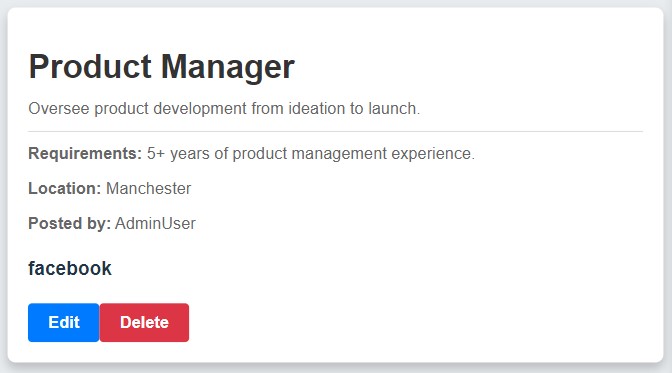 Product Manager
Oversee product development from ideation to launch.
Requirements: 5+ years of product management experience.
Location: Manchester
Posted by: AdminUser
facebook
Edit Delete